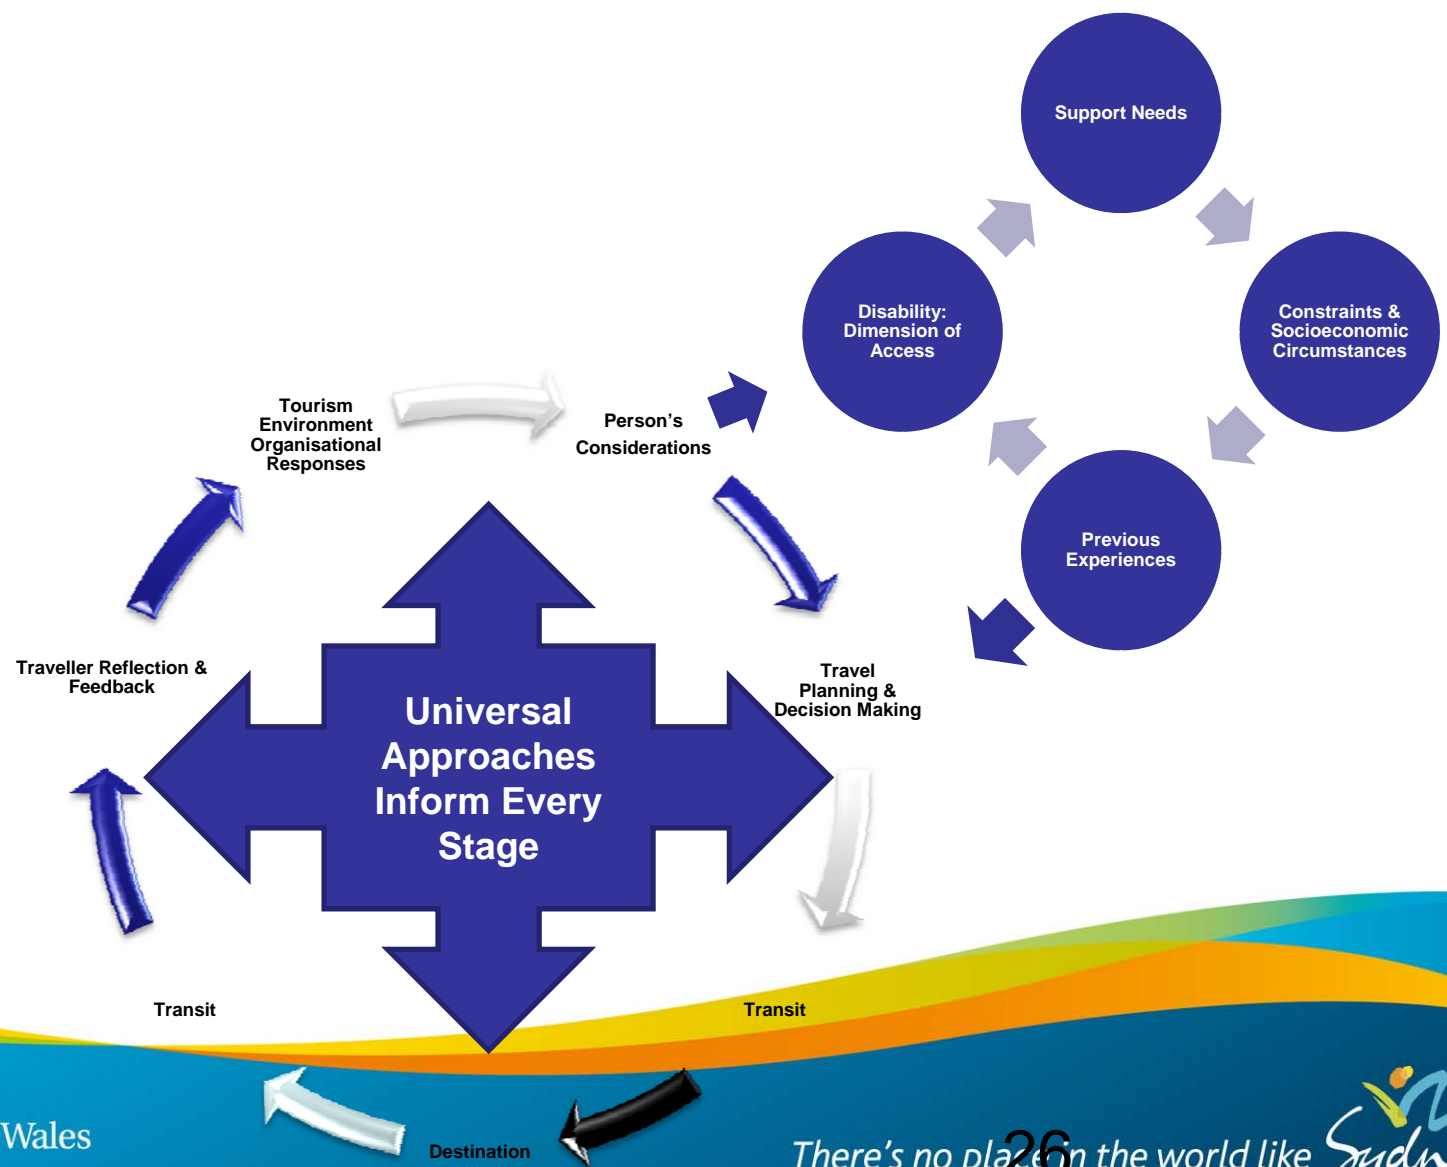 Support Needs
Disability:
Dimension of
Access
Constraints &
Socioeconomic
Circumstances
Previous
Experiences
Tourism
Environment
Organisational
Responses
Person's
Considerations
Traveller Reflection &
Feedback
Travel
Planning &
Decision Making
Universal
Approaches
Inform Every
Stage
Transit
Transit
Destination
Wales
There's no place in the world like
26